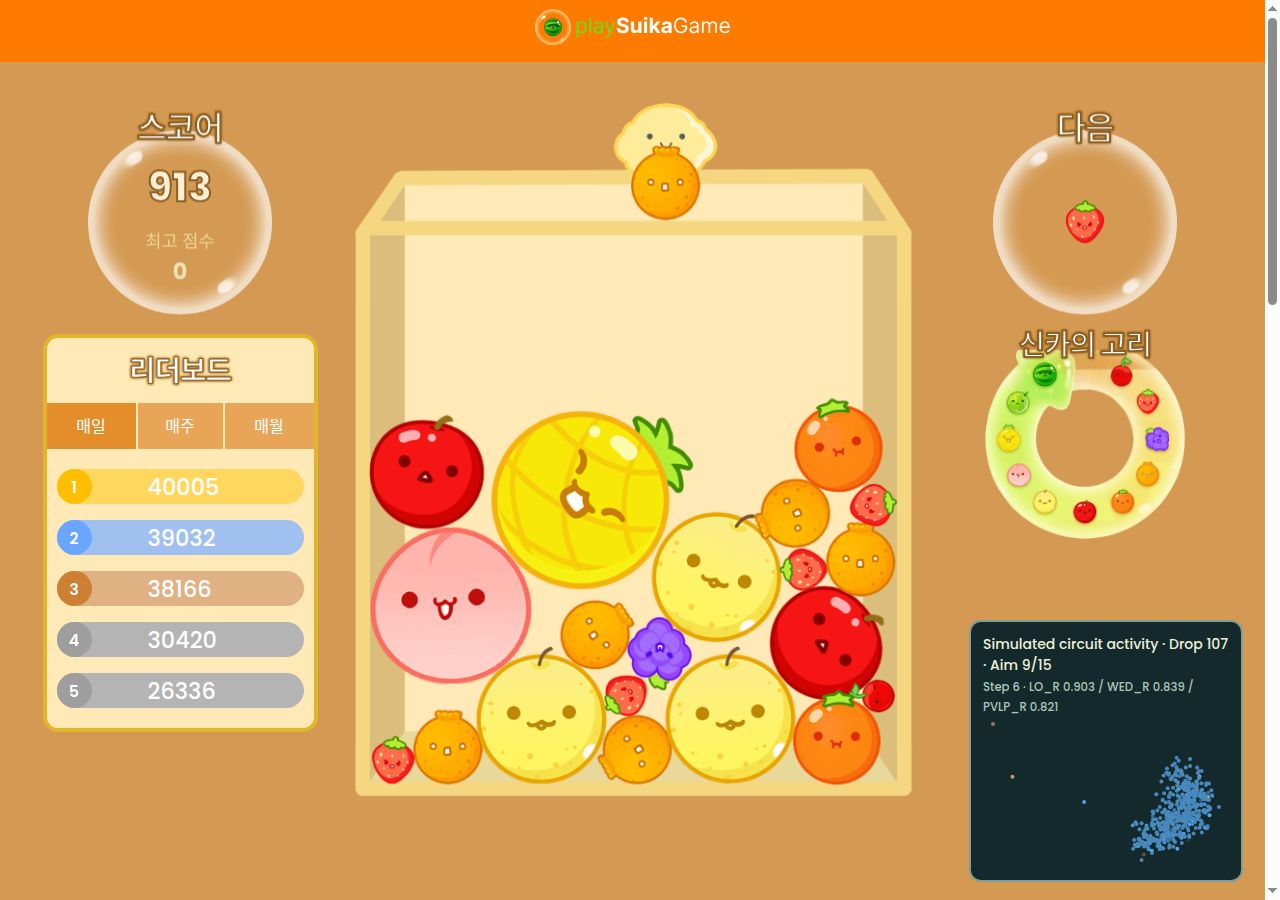 playSuikaGame
스코어
913
최고 점수
0
리더보드
매일 매주 매월
1 40005
2 39032
3 38166
4 30420
5 26336
다음
신카의 고리
Simulated circuit activity · Drop 107
· Aim 9/15
Step 6 · LO_R 0.903 / WED_R 0.839 /
PVLP_R 0.821